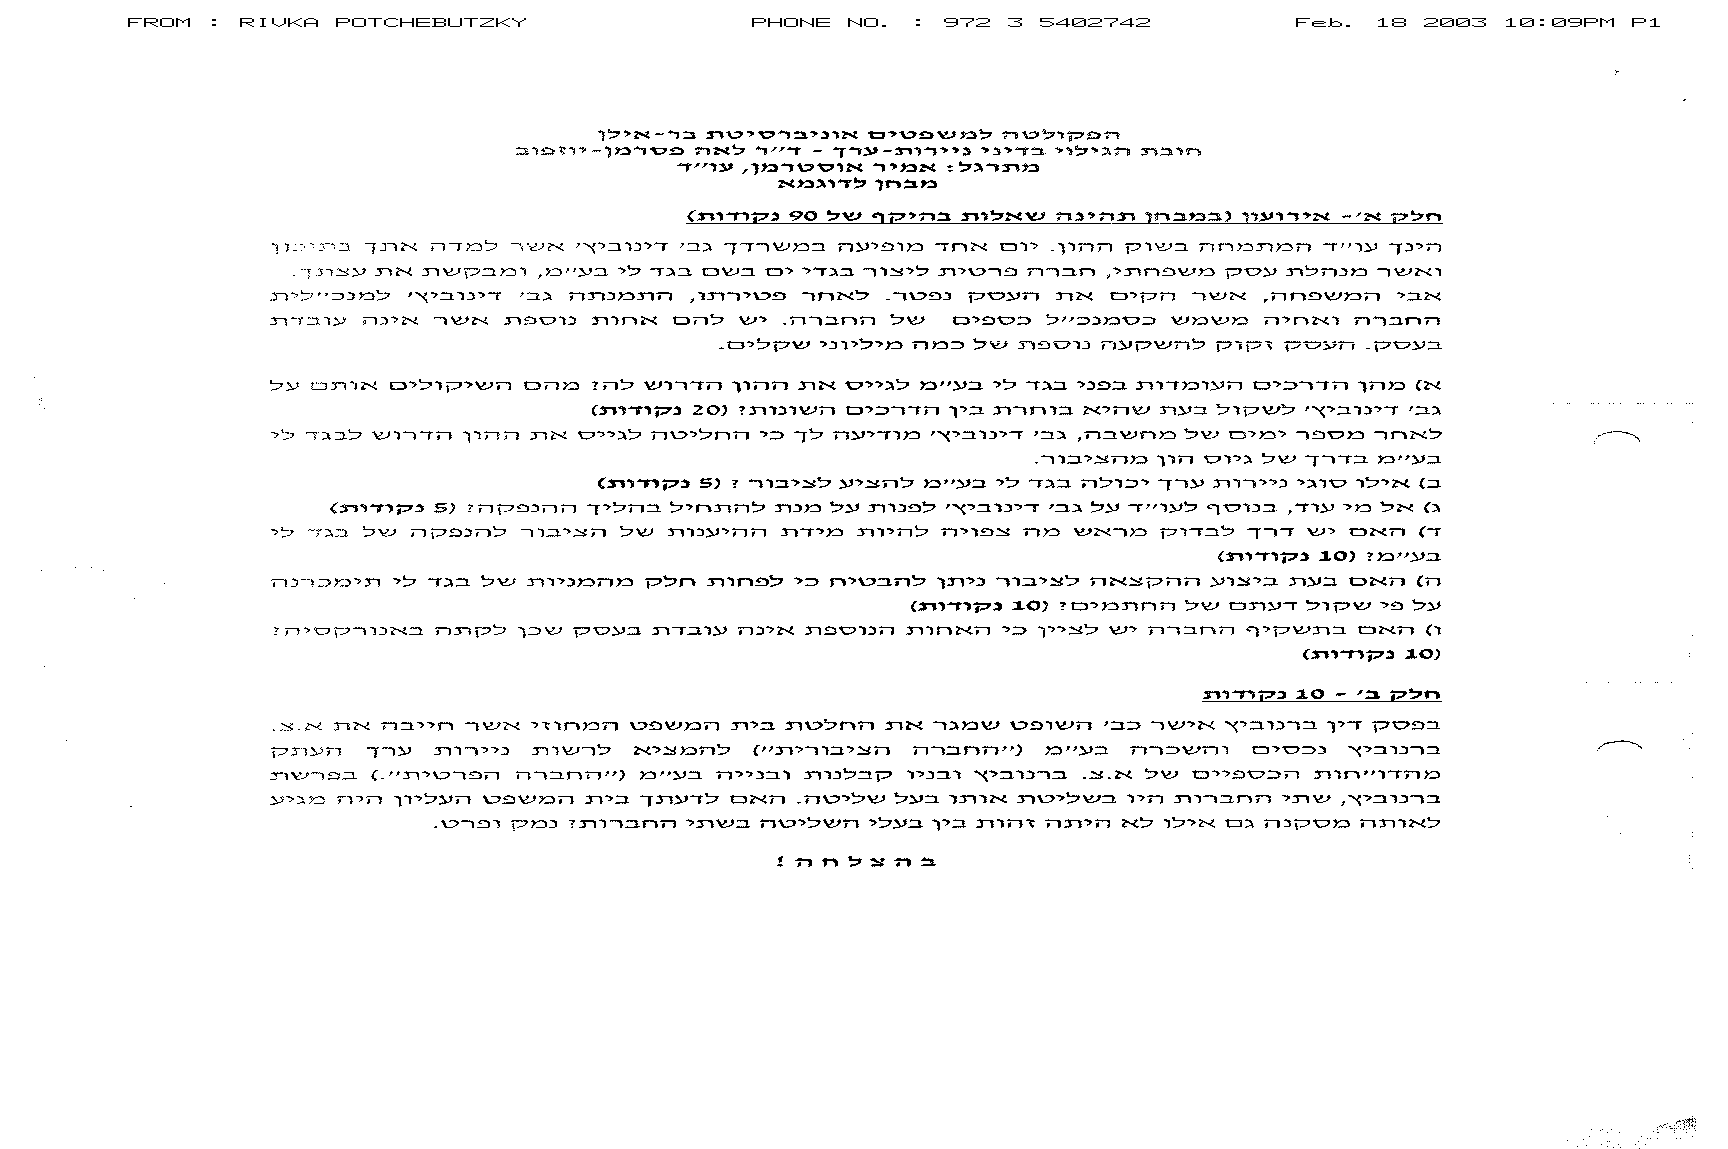 FROM : RIVKA POTCHEBUTZKY PHONE NO. : 972 3 5402742 Feb. 18 2003 10:09PM P1
הפקולטה למשפטים אוניברסיטת בר-אילן
חובת הגילוי בדיני ניירות-ערך - ד"ר לאה פסרמן-יוזפוב
מתרגל: אמיר אוסטרמן, עו"ד
מבחן לדוגמא
חלק א'- אירועון (במבחן תהינה שאלות בהיקף של 90 נקודות)
הינך עו"ד המתמחה בשוק ההון. יום אחד מופיעה במשרדך גב' דינוביץ' אשר למדה אתך בתיכון
ואשר מנהלת עסק משפחתי, חברה פרטית ליצור בגדי ים בשם בגד לי בע"מ, ומבקשת את עצתך.
אבי המשפחה, אשר הקים את העסק נפטר. לאחר פטירתו, התמנתה גב' דינוביץ' למנכ"לית
החברה ואחיה משמש כסמנכ"ל כספים של החברה. יש להם אחות נוספת אשר אינה עובדת
בעסק. העסק זקוק להשקעה נוספת של כמה מיליוני שקלים.
א) מהן הדרכים העומדות בפני בגד לי בע"מ לגייס את ההון הדרוש לה? מהם השיקולים אותם על
גב' דינוביץ' לשקול בעת שהיא בוחרת בין הדרכים השונות? (20 נקודות)
לאחר מספר ימים של מחשבה, גב' דינוביץ' מודיעה לך כי החליטה לגייס את ההון הדרוש לבגד לי
בע"מ בדרך של גיוס הון מהציבור.
ב) אילו סוגי ניירות ערך יכולה בגד לי בע"מ להציע לציבור ? (5 נקודות)
ג) אל מי עוד, בנוסף לעו"ד על גב' דינוביץ' לפנות על מנת להתחיל בהליך ההנפקה? (5 נקודות)
ד) האם יש דרך לבדוק מראש מה צפויה להיות מידת ההיענות של הציבור להנפקה של בגד לי
בע"מ? (10 נקודות)
ה) האם בעת ביצוע ההקצאה לציבור ניתן להבטיח כי לפחות חלק מהמניות של בגד לי תימכרנה
על פי שקול דעתם של החתמים? (10 נקודות)
ו) האם בתשקיף החברה יש לציין כי האחות הנוספת אינה עובדת בעסק שכן לקתה באנורקסיה?
(10 נקודות)
חלק ב' - 10 נקודות
בפסק דין ברנוביץ אישר כב' השופט שמגר את החלטת בית המשפט המחוזי אשר חייבה את א.צ.
ברנוביץ נכסים והשכרה בע"מ ("החברה הציבורית") להמציא לרשות ניירות ערך העתק
מהדו"חות הכספיים של א.צ. ברנוביץ ובניו קבלנות ובנייה בע"מ ("החברה הפרטית".) בפרשת
ברנוביץ, שתי החברות היו בשליטת אותו בעל שליטה. האם לדעתך בית המשפט העליון היה מגיע
לאותה מסקנה גם אילו לא היתה זהות בין בעלי השליטה בשתי החברות? נמק ופרט.
ב ה צ ל ח ה !